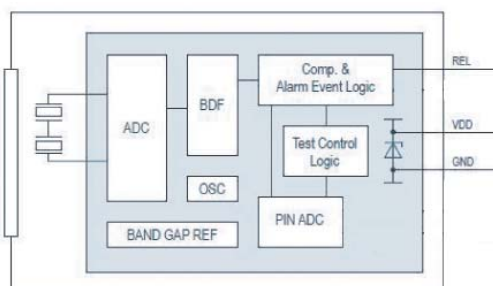 REL
Comp. &
Alarm Event Logic
BDF
ADC
VDD
Test Control
Logic
GND
OSC
PIN ADC
BAND GAP REF